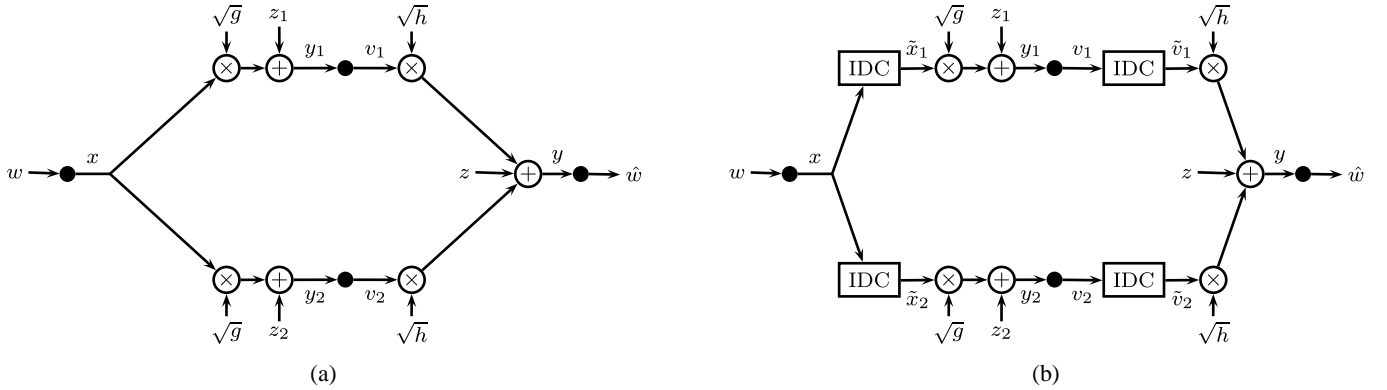 √g z₁ √h
× + y₁ v₁ ×
w x z + y ŵ
× + y₂ v₂ ×
√g z₂ √h
(a)
√g z₁ √h
IDC x̃₁ × + y₁ v₁ IDC ṽ₁ ×
w x z + y ŵ
IDC x̃₂ × + y₂ v₂ IDC ṽ₂ ×
√g z₂ √h
(b)